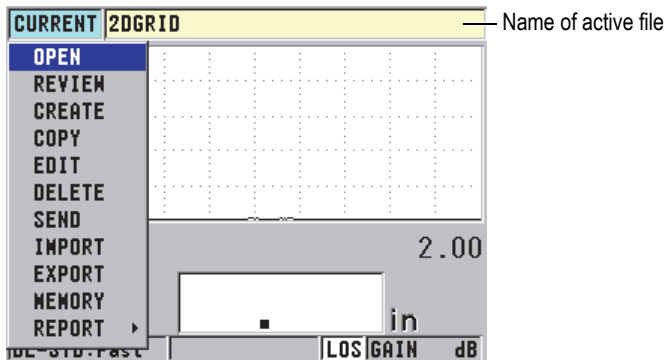 CURRENT 2DGRID
Name of active file
OPEN
REVIEW
CREATE
COPY
EDIT
DELETE
SEND
IMPORT
EXPORT
MEMORY
REPORT
2.00
in
LOS GAIN dB